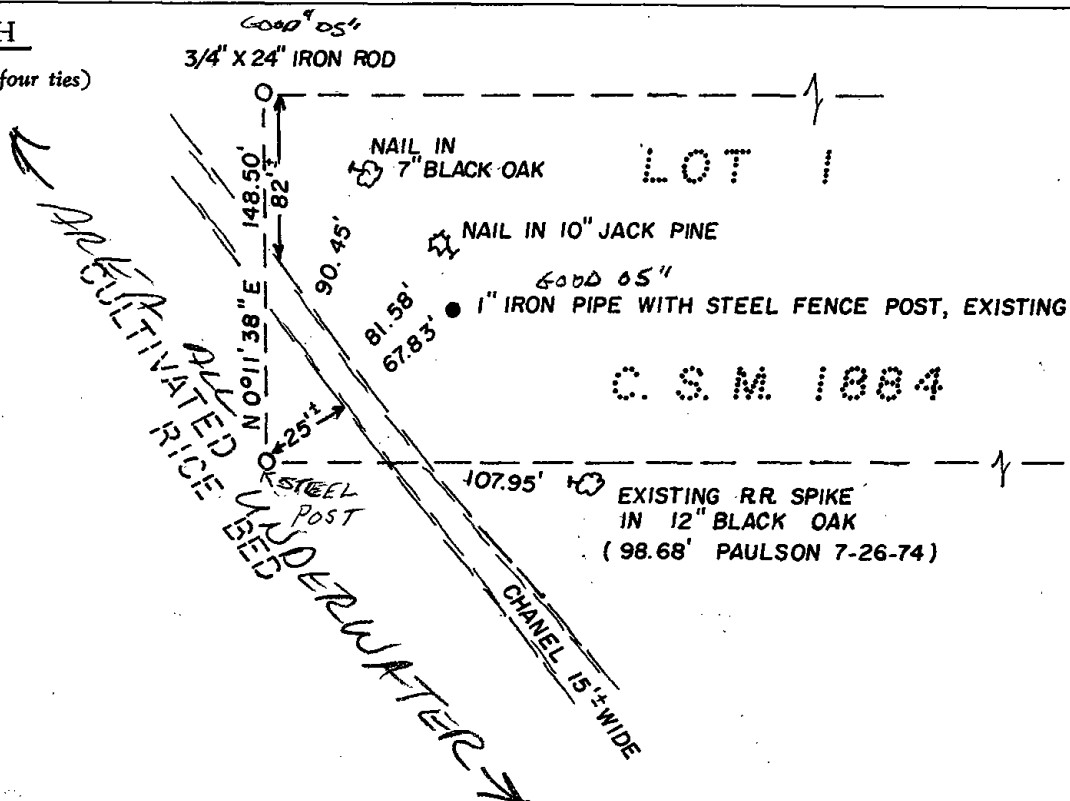 H
GOOD "05"
3/4" X 24" IRON ROD
four ties)
NAIL IN
7" BLACK OAK
LOT 1
148.50'
82'±
NAIL IN 10" JACK PINE
90.45'
GOOD 05"
1" IRON PIPE WITH STEEL FENCE POST, EXISTING
81.58'
67.83'
N 0°11'38" E
C. S. M. 1884
25'±
AREA ALL UNDERWATER
CULTIVATED
RICE BED
STEEL
POST
107.95'
EXISTING R.R. SPIKE
IN 12" BLACK OAK
( 98.68' PAULSON 7-26-74)
CHANEL 15'± WIDE